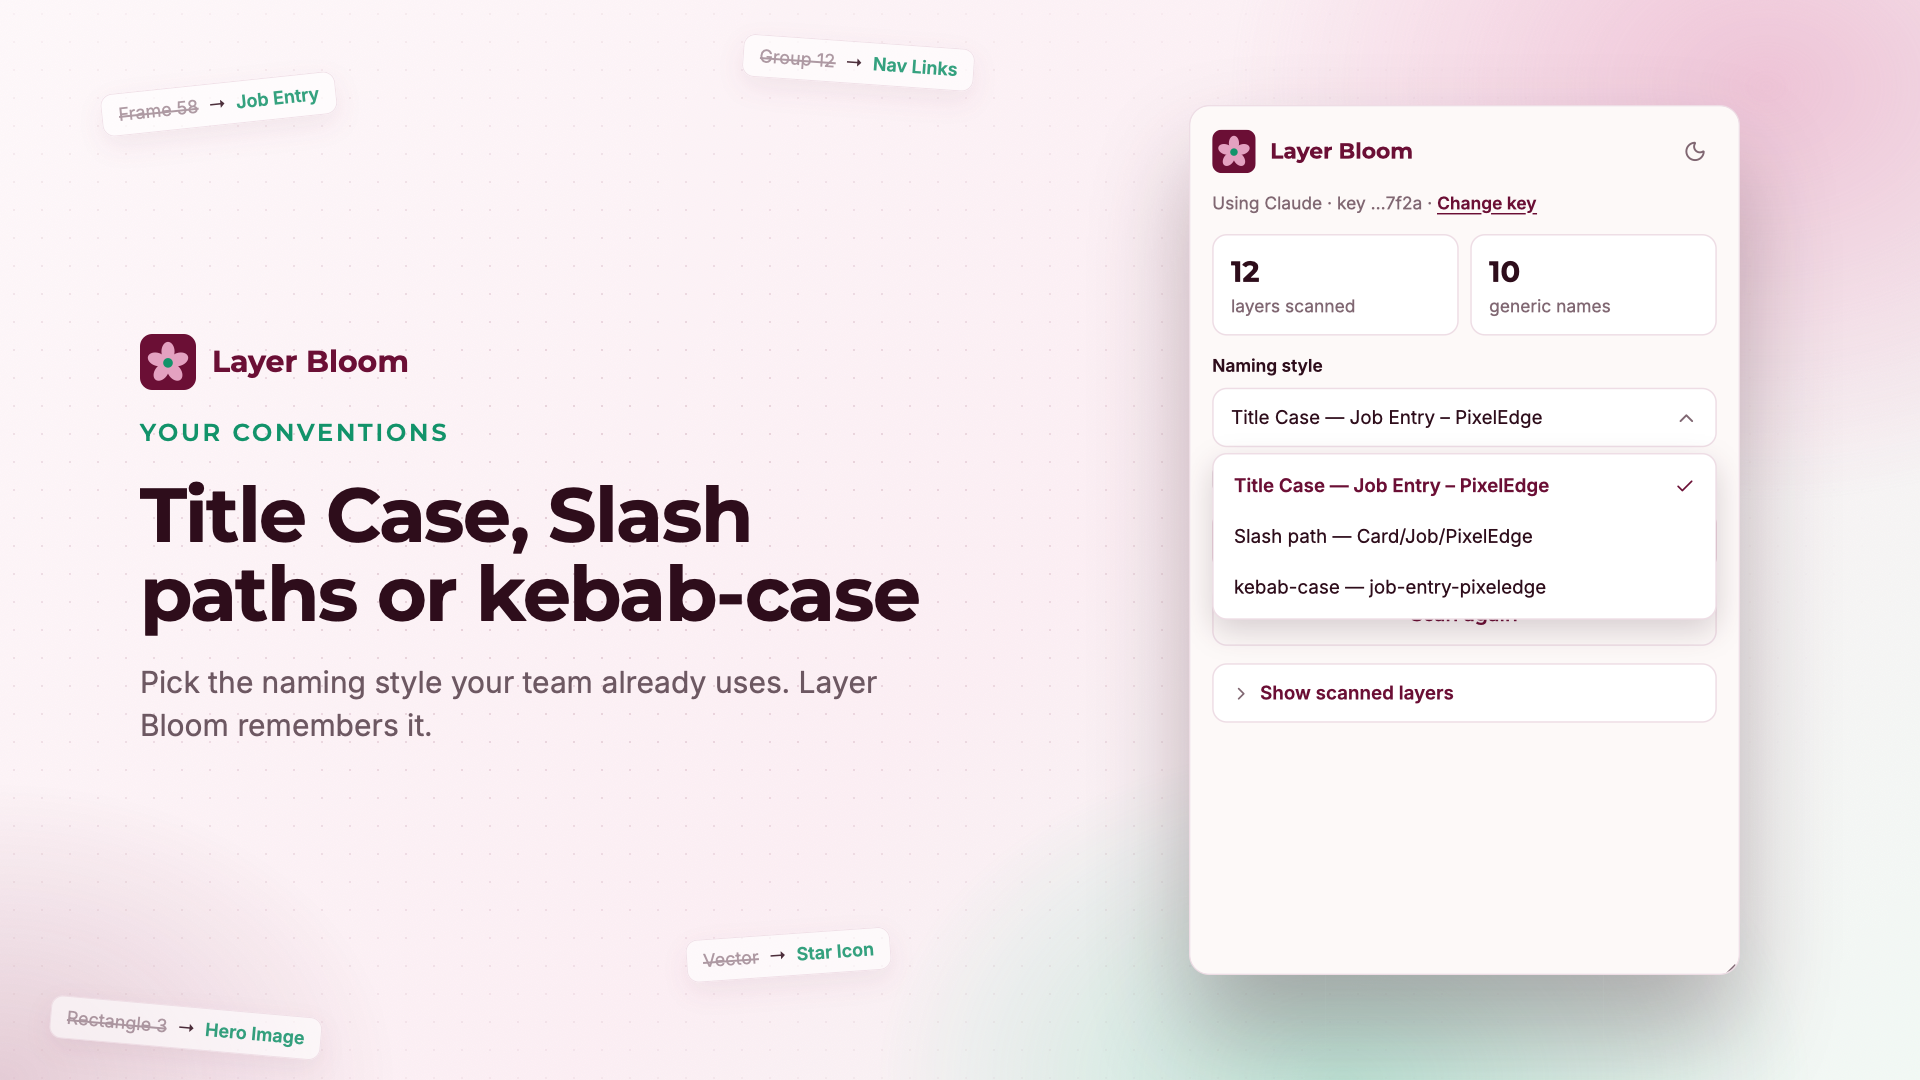 Frame 58 → Job Entry
Group 12 → Nav Links
Layer Bloom
YOUR CONVENTIONS
Title Case, Slash
paths or kebab-case
Pick the naming style your team already uses. Layer
Bloom remembers it.
Vector → Star Icon
Rectangle 3 → Hero Image
Layer Bloom
Using Claude · key ...7f2a · Change key
12
layers scanned
10
generic names
Naming style
Title Case — Job Entry – PixelEdge
Title Case — Job Entry – PixelEdge
Slash path — Card/Job/PixelEdge
kebab-case — job-entry-pixeledge
Show scanned layers